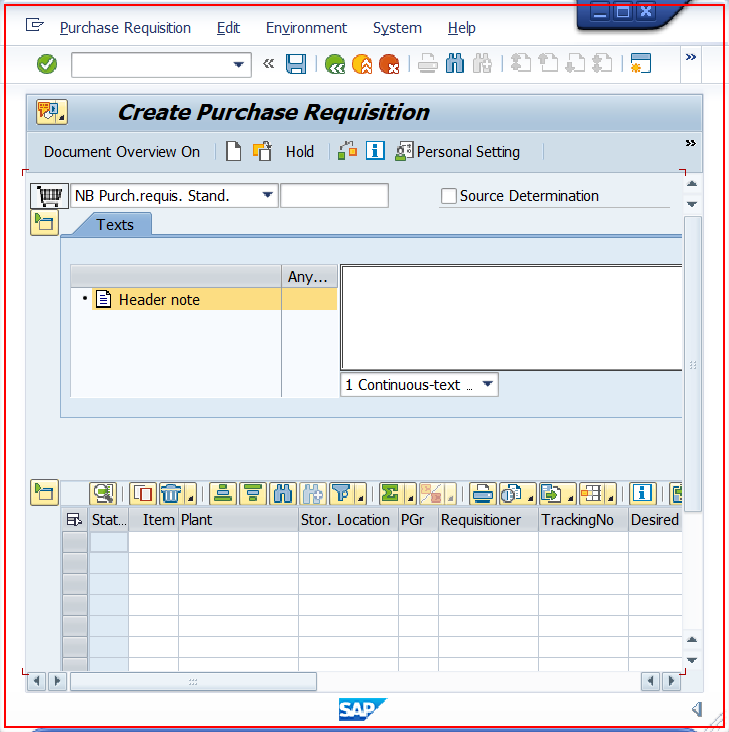 Purchase Requisition Edit Environment System Help
Create Purchase Requisition
Document Overview On Hold Personal Setting
NB Purch.requis. Stand. Source Determination
Texts
Any...
Header note
1 Continuous-text ..
Stat... Item Plant Stor. Location PGr Requisitioner TrackingNo Desired
SAP